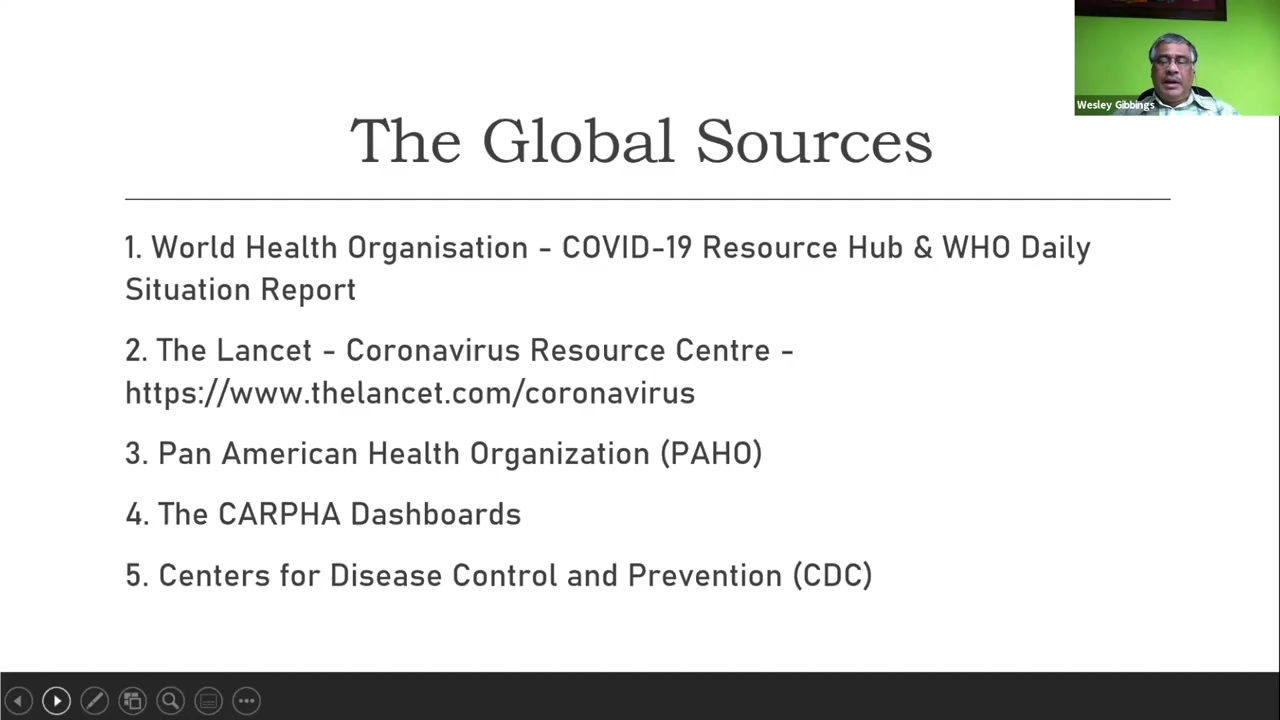 Wesley Gibbings
The Global Sources
1. World Health Organisation - COVID-19 Resource Hub & WHO Daily
Situation Report
2. The Lancet - Coronavirus Resource Centre -
https://www.thelancet.com/coronavirus
3. Pan American Health Organization (PAHO)
4. The CARPHA Dashboards
5. Centers for Disease Control and Prevention (CDC)